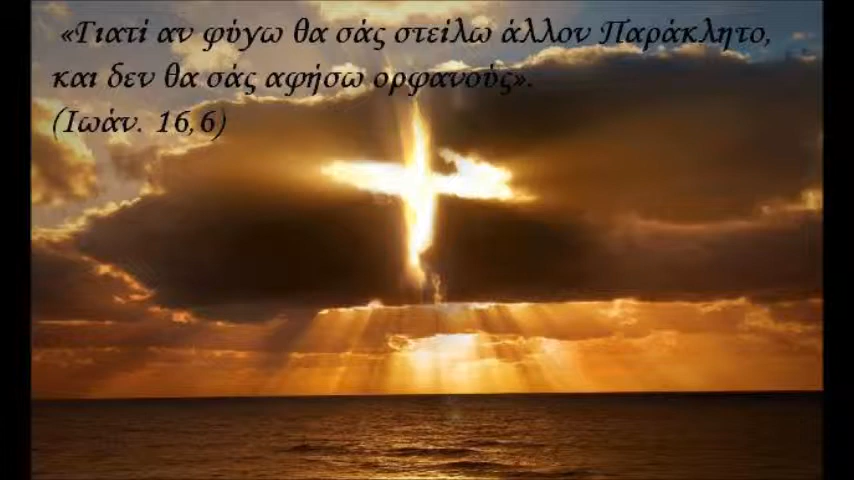 «Γιατί αν φύγω θα σάς στείλω άλλον Παράκλητο,
και δεν θα σάς αφήσω ορφανούς».
(Ιωάν. 16,6)